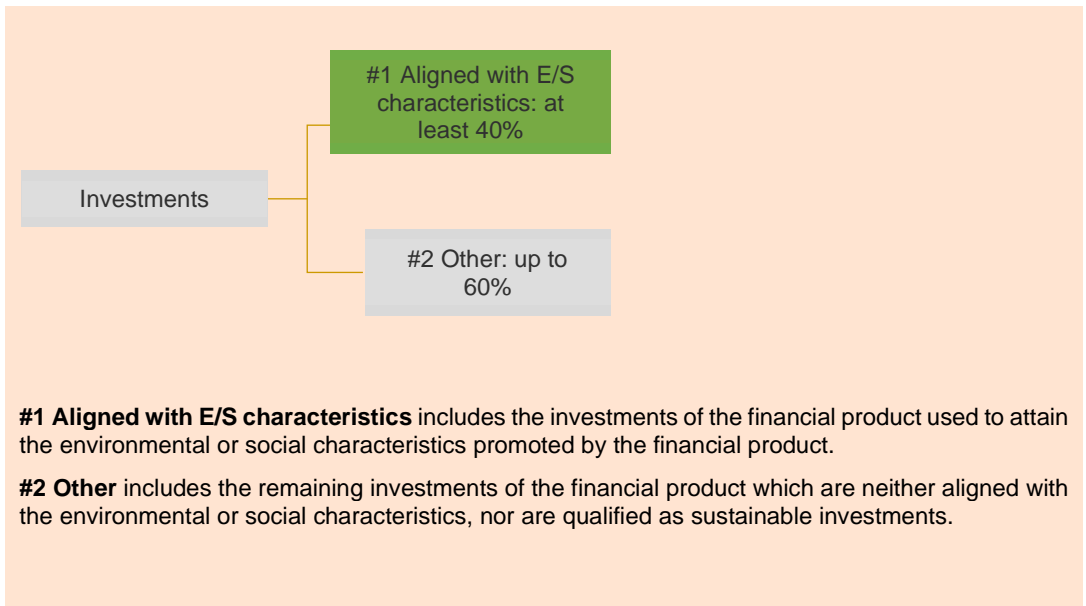 #1 Aligned with E/S
characteristics: at
least 40%
Investments
#2 Other: up to
60%
#1 Aligned with E/S characteristics includes the investments of the financial product used to attain
the environmental or social characteristics promoted by the financial product.
#2 Other includes the remaining investments of the financial product which are neither aligned with
the environmental or social characteristics, nor are qualified as sustainable investments.